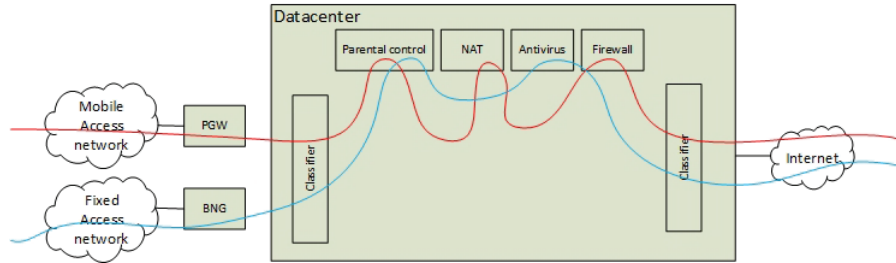 Datacenter
Parental control
NAT
Antivirus
Firewall
Mobile
Access
network
PGW
Classifier
Classifier
Internet
Fixed
Access
network
BNG